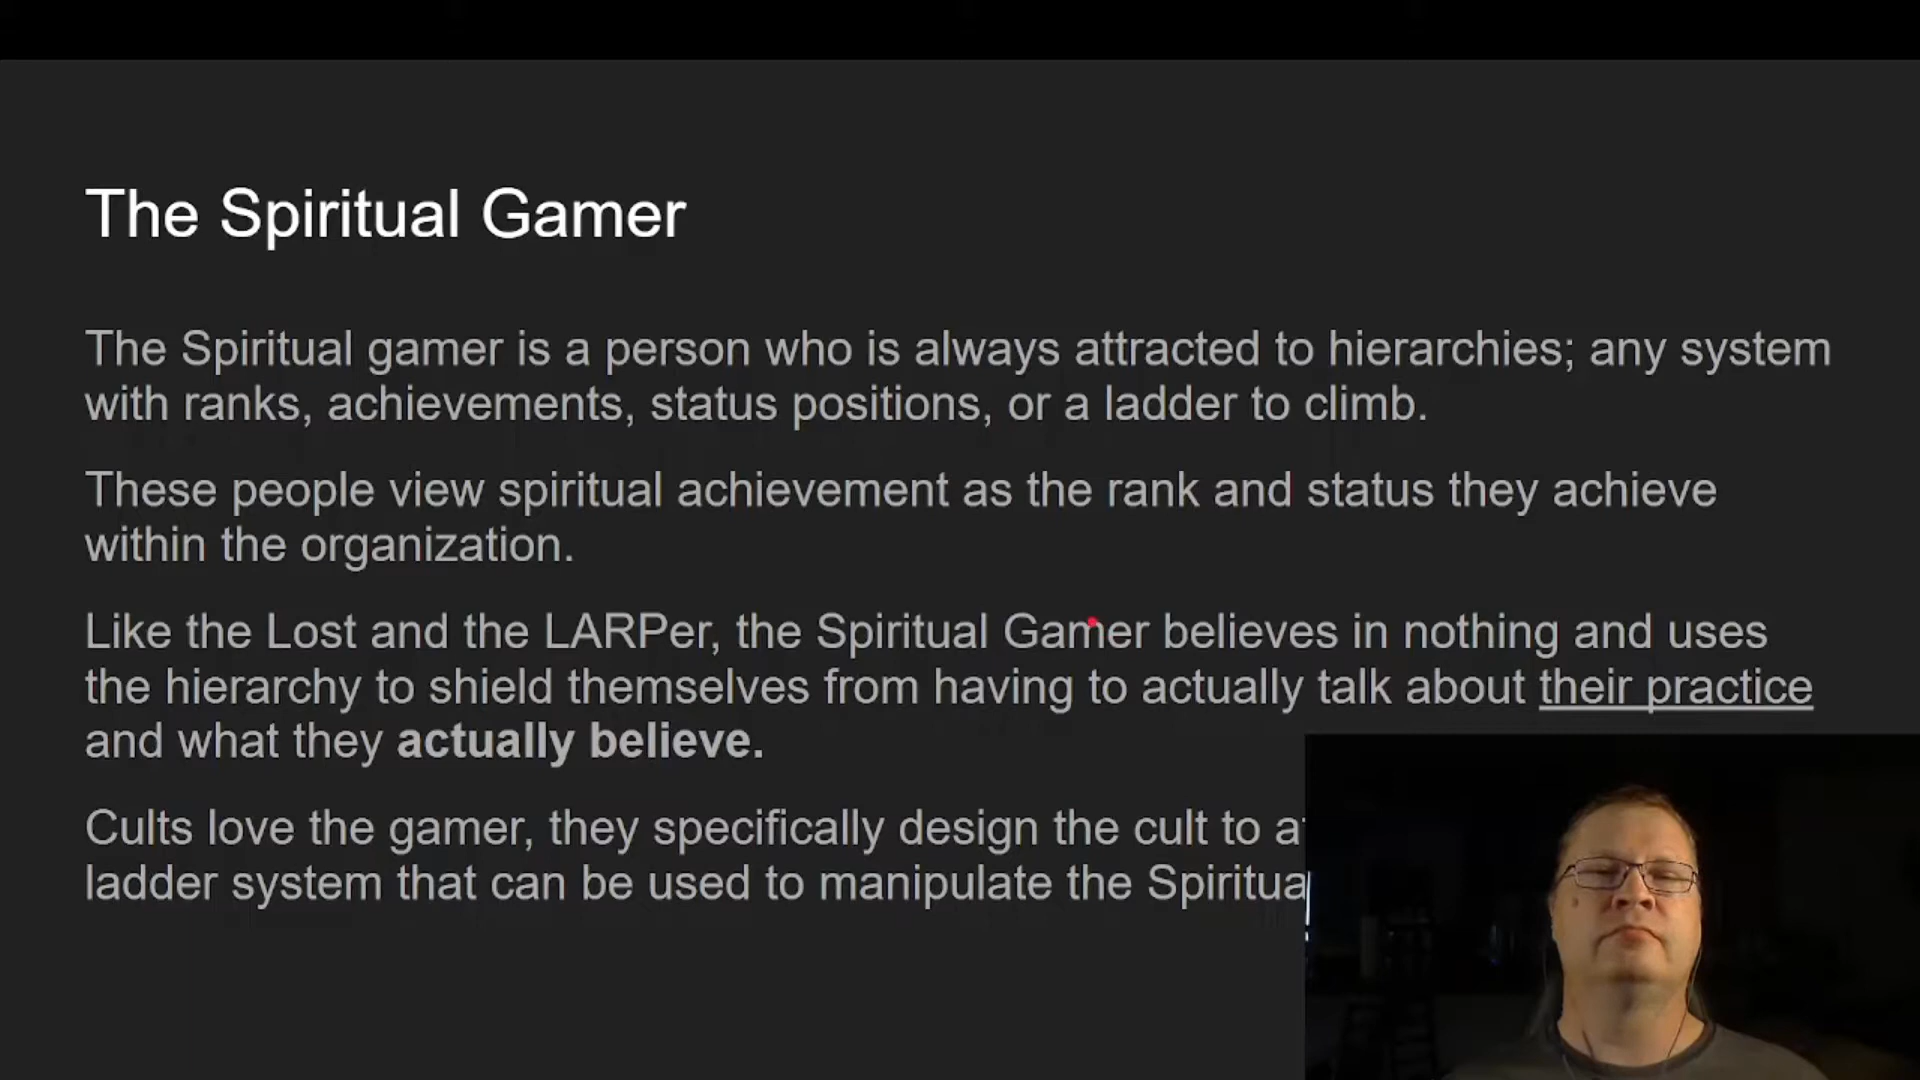 The Spiritual Gamer
The Spiritual gamer is a person who is always attracted to hierarchies; any system
with ranks, achievements, status positions, or a ladder to climb.
These people view spiritual achievement as the rank and status they achieve
within the organization.
Like the Lost and the LARPer, the Spiritual Gamer believes in nothing and uses
the hierarchy to shield themselves from having to actually talk about their practice
and what they actually believe.
Cults love the gamer, they specifically design the cult to
ladder system that can be used to manipulate the